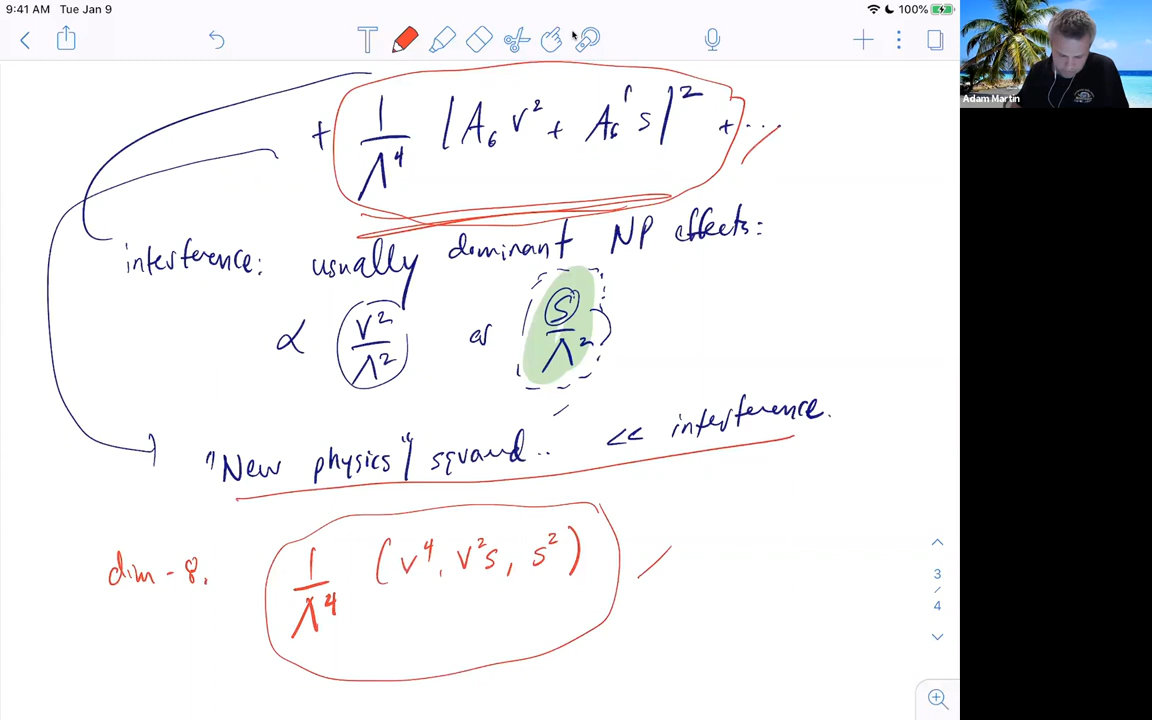 9:41 AM Tue Jan 9
100%
Adam Martin
+ 1/Λ⁴ |A₆ v² + A₆' s|² + ...
interference: usually dominant NP effects:
∝ v²/Λ² or s/Λ²
"New physics" squared.. << interference.
dim-8. 1/Λ⁴ (v⁴, v²s, s²)
3
/
4